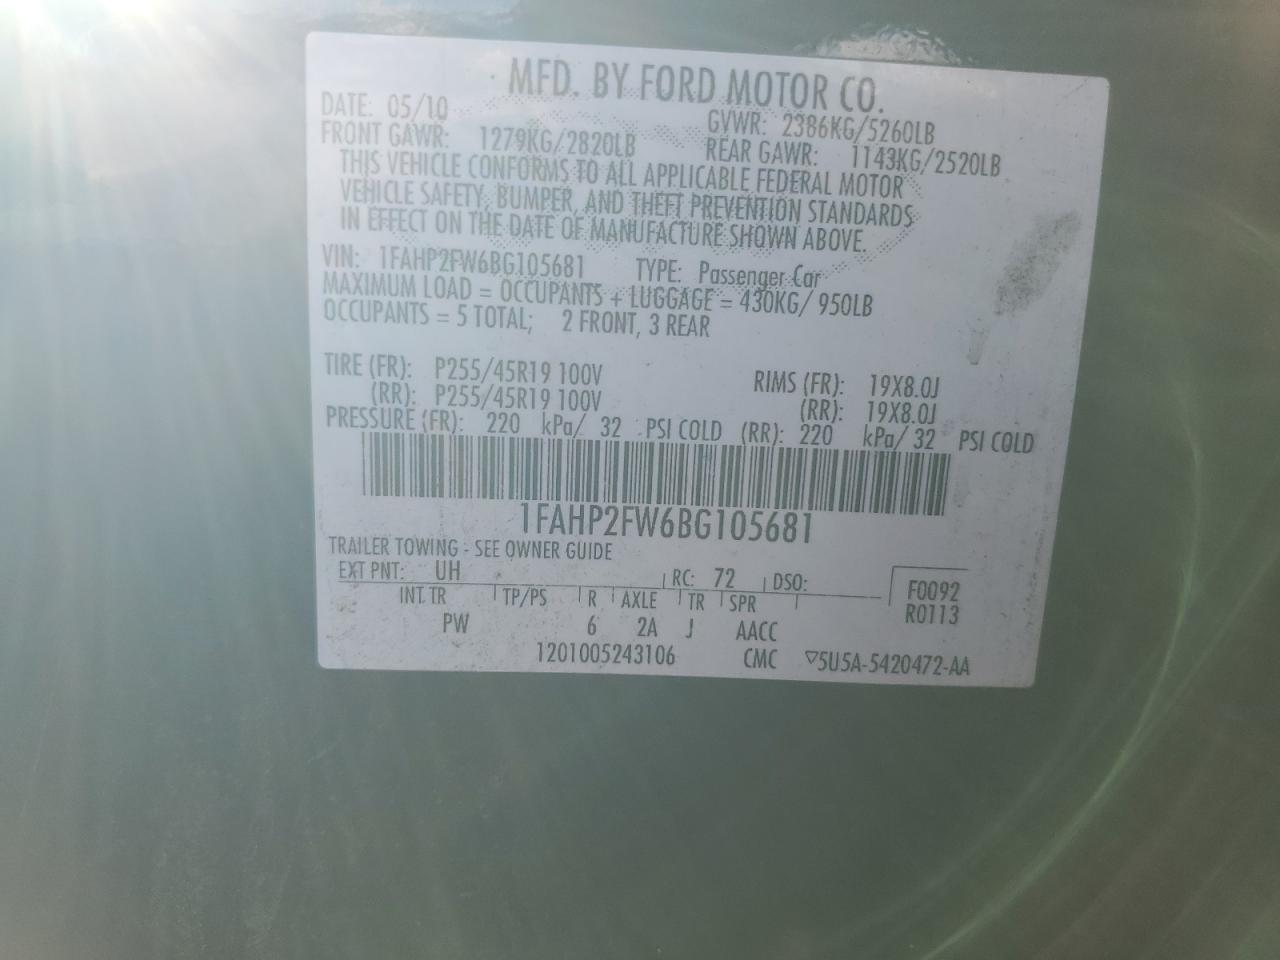 MFD. BY FORD MOTOR CO.
DATE: 05/10 GVWR: 2386KG/5260LB
FRONT GAWR: 1279KG/2820LB REAR GAWR: 1143KG/2520LB
THIS VEHICLE CONFORMS TO ALL APPLICABLE FEDERAL MOTOR
VEHICLE SAFETY, BUMPER, AND THEFT PREVENTION STANDARDS
IN EFFECT ON THE DATE OF MANUFACTURE SHOWN ABOVE.
VIN: 1FAHP2FW6BG105681 TYPE: Passenger Car
MAXIMUM LOAD = OCCUPANTS + LUGGAGE = 430KG/ 950LB
OCCUPANTS = 5 TOTAL; 2 FRONT, 3 REAR
TIRE (FR): P255/45R19 100V RIMS (FR): 19X8.0J
(RR): P255/45R19 100V (RR): 19X8.0J
PRESSURE (FR): 220 kPa/ 32 PSI COLD (RR): 220 kPa/ 32 PSI COLD
1FAHP2FW6BG105681
TRAILER TOWING - SEE OWNER GUIDE
EXT PNT: UH RC: 72 DSO: F0092
INT TR TP/PS R AXLE TR SPR R0113
PW 6 2A J AACC
1201005243106 CMC ▽5U5A-5420472-AA